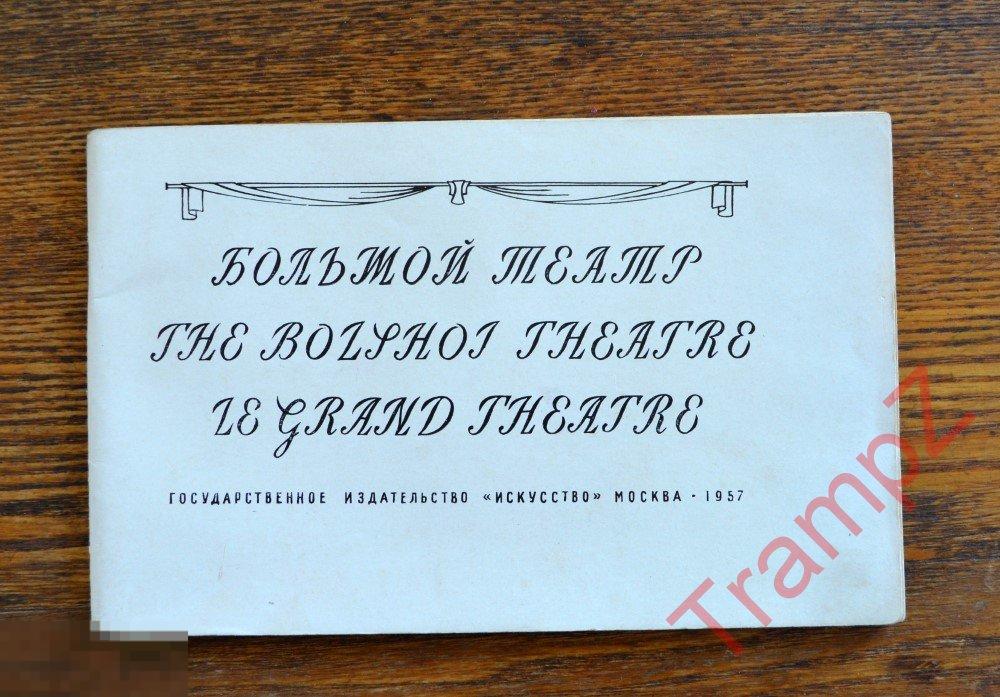 БОЛЬШОЙ ТЕАТР
THE BOLSHOI THEATRE
LE GRAND THEATRE
ГОСУДАРСТВЕННОЕ ИЗДАТЕЛЬСТВО «ИСКУССТВО» МОСКВА - 1957
TrampZ